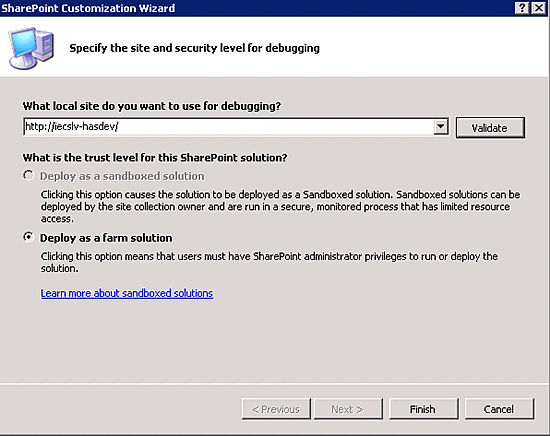 SharePoint Customization Wizard
Specify the site and security level for debugging
What local site do you want to use for debugging?
http://iecslv-hasdev/
Validate
What is the trust level for this SharePoint solution?
Deploy as a sandboxed solution
Clicking this option causes the solution to be deployed as a Sandboxed solution. Sandboxed solutions can be
deployed by the site collection owner and are run in a secure, monitored process that has limited resource
access.
Deploy as a farm solution
Clicking this option means that users must have SharePoint administrator privileges to run or deploy the
solution.
Learn more about sandboxed solutions
< Previous
Next >
Finish
Cancel